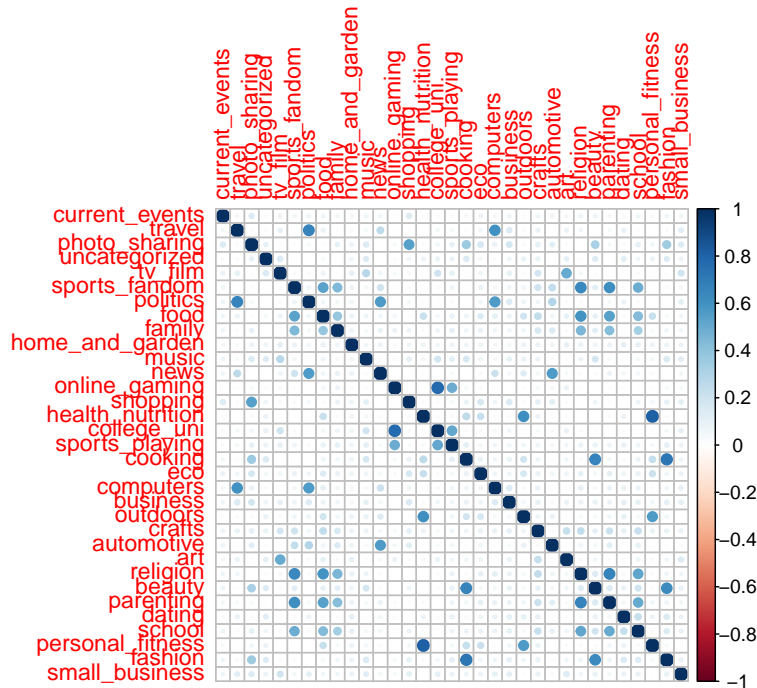 current_events
travel
photo_sharing
uncategorized
tv_film
sports_fandom
politics
food
family
home_and_garden
music
news
online_gaming
shopping
health_nutrition
college_uni
sports_playing
cooking
eco
computers
business
outdoors
crafts
automotive
art
religion
beauty
parenting
dating
school
personal_fitness
fashion
small_business
current_events
travel
photo_sharing
uncategorized
tv_film
sports_fandom
politics
food
family
home_and_garden
music
news
online_gaming
shopping
health_nutrition
college_uni
sports_playing
cooking
eco
computers
business
outdoors
crafts
automotive
art
religion
beauty
parenting
dating
school
personal_fitness
fashion
small_business
1
0.8
0.6
0.4
0.2
0
−0.2
−0.4
−0.6
−0.8
−1